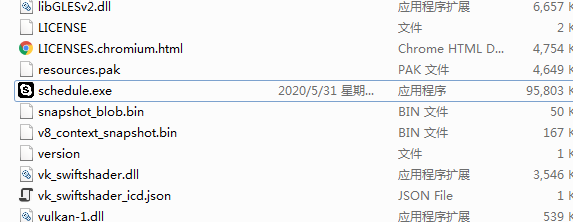 libGLESv2.dll 应用程序扩展 6,657 K
LICENSE 文件 2 K
LICENSES.chromium.html Chrome HTML D... 4,754 K
resources.pak PAK 文件 4,649 K
schedule.exe 2020/5/31 星期... 应用程序 95,803 K
snapshot_blob.bin BIN 文件 50 K
v8_context_snapshot.bin BIN 文件 167 K
version 文件 1 K
vk_swiftshader.dll 应用程序扩展 3,546 K
vk_swiftshader_icd.json JSON File 1 K
vulkan-1.dll 应用程序扩展 539 K